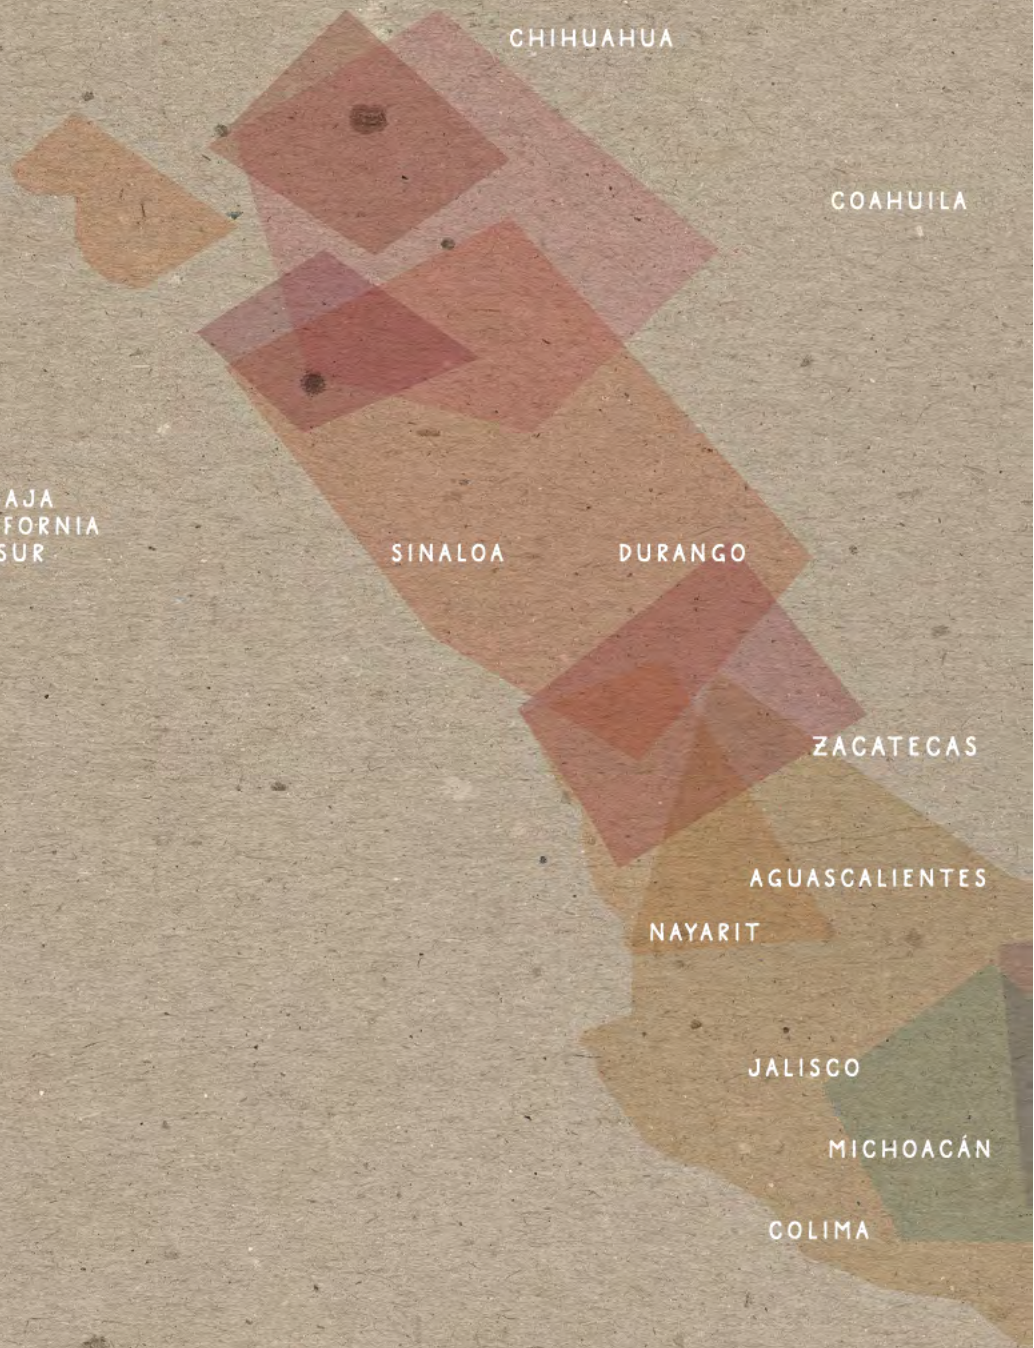 CHIHUAHUA
COAHUILA
AJA
FORNIA
SUR
SINALOA
DURANGO
ZACATECAS
AGUASCALIENTES
NAYARIT
JALISCO
MICHOACÁN
COLIMA